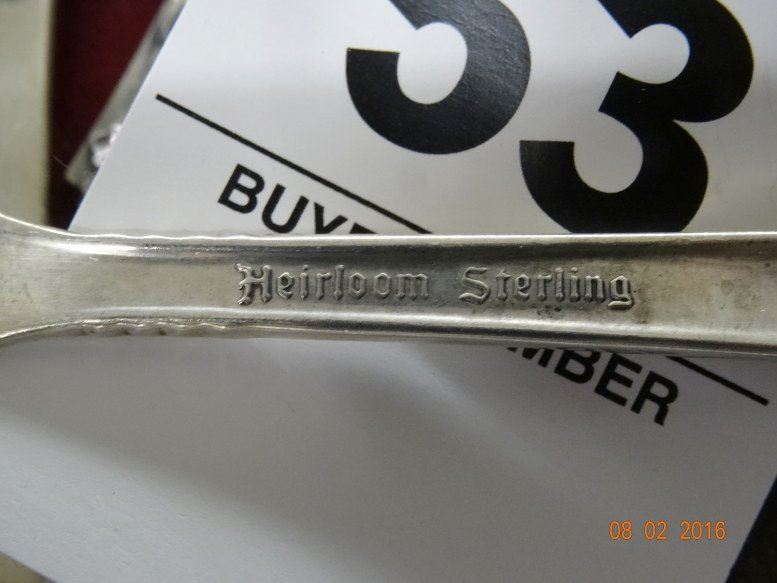 33
BUYE
Heirloom Sterling
MBER
08 02 2016